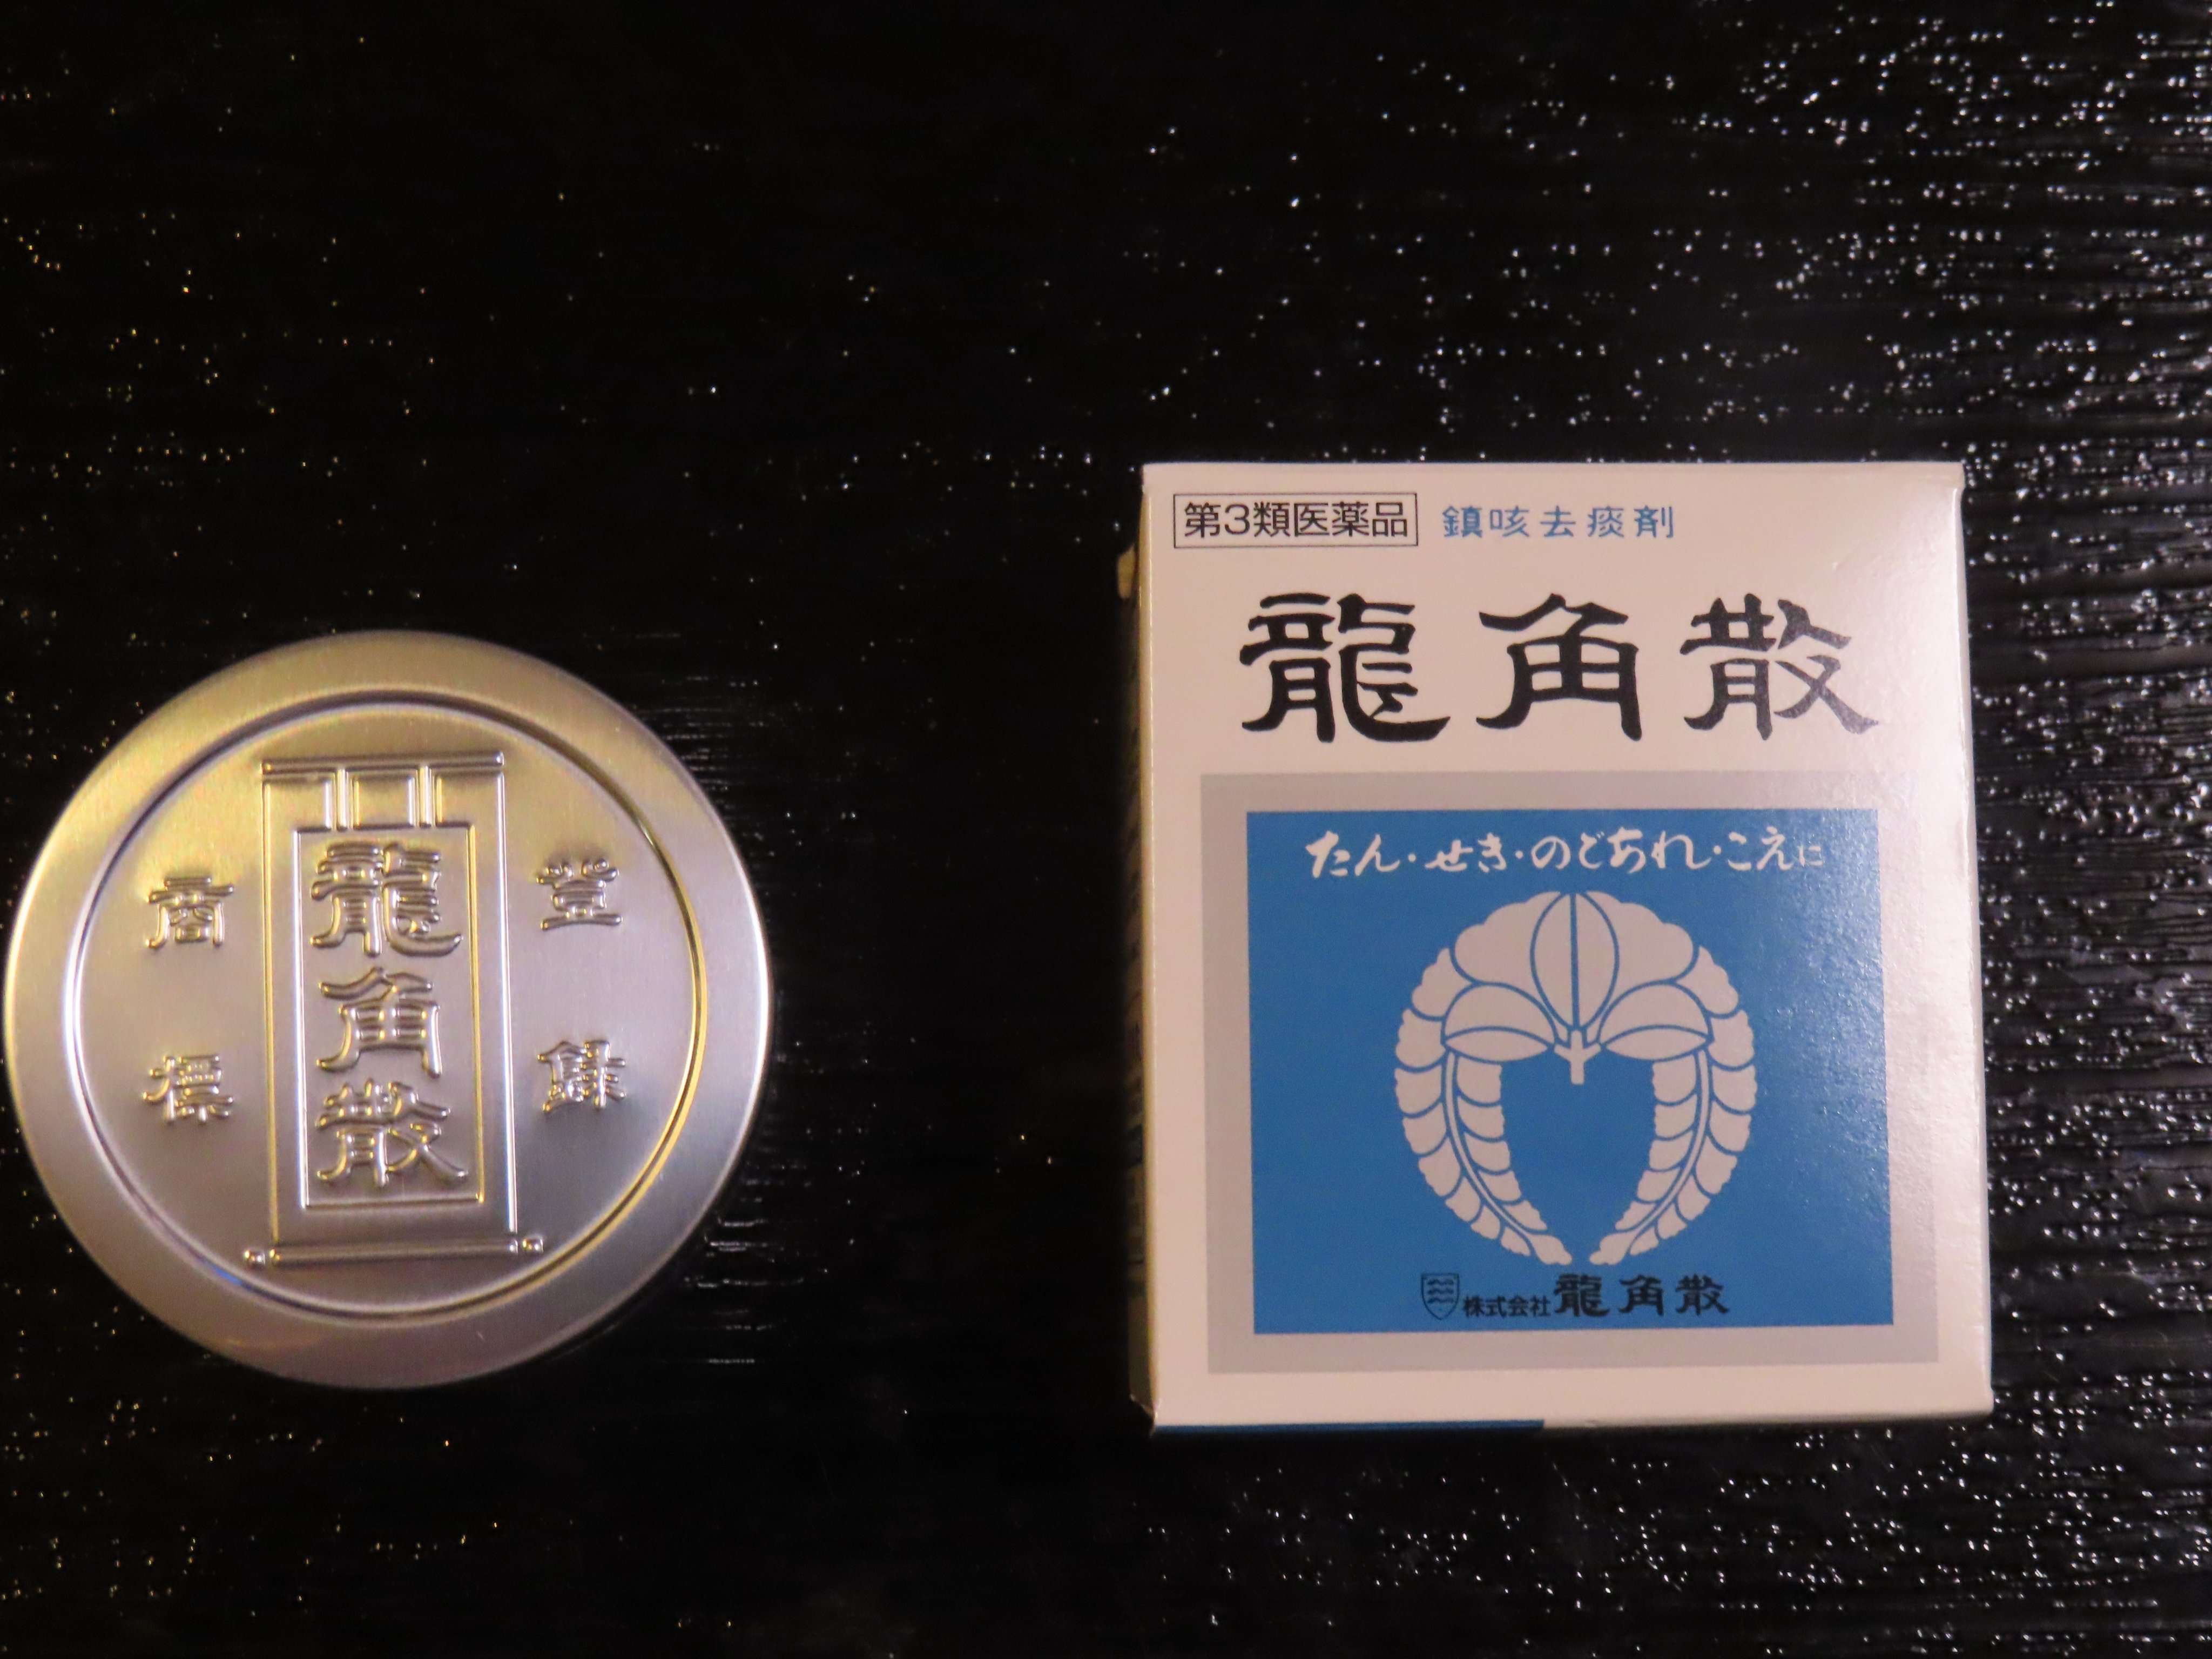 登録
龍角散
商標
第3類医薬品 鎮咳去痰剤
龍角散
たん・せき・のどあれ・こえに
株式会社龍角散